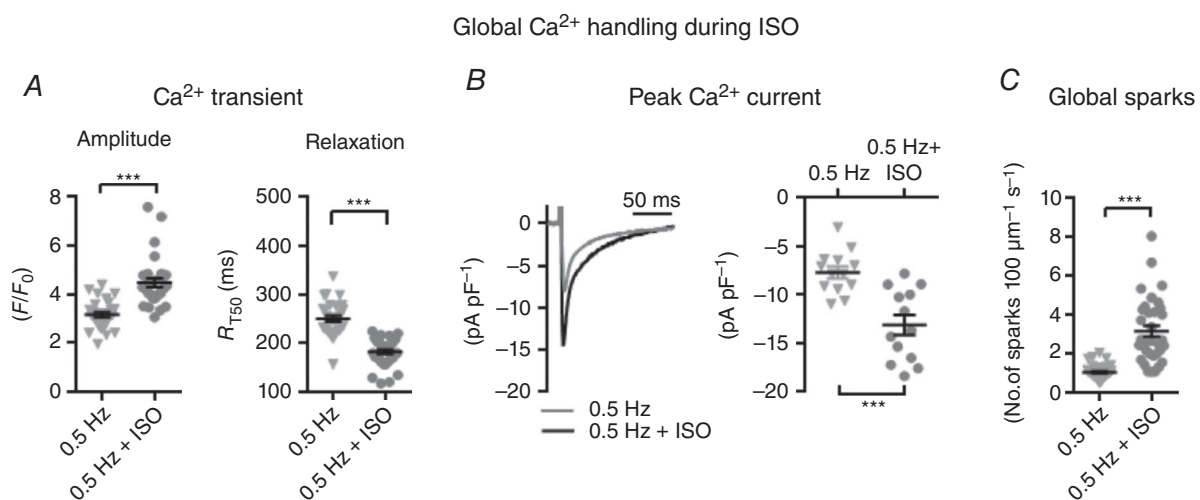 Global Ca²⁺ handling during ISO
A
Ca²⁺ transient
Amplitude
***
8
6
4
2
0
(F/F₀)
0.5 Hz
0.5 Hz + ISO
Relaxation
***
500
400
300
200
100
R_T50 (ms)
0.5 Hz
0.5 Hz + ISO
B
Peak Ca²⁺ current
50 ms
0
−5
−10
−15
−20
(pA pF⁻¹)
0.5 Hz
0.5 Hz + ISO
0.5 Hz
0.5 Hz+
ISO
0
−5
−10
−15
−20
(pA pF⁻¹)
***
C
Global sparks
***
10
8
6
4
2
0
(No.of sparks 100 μm⁻¹ s⁻¹)
0.5 Hz
0.5 Hz + ISO